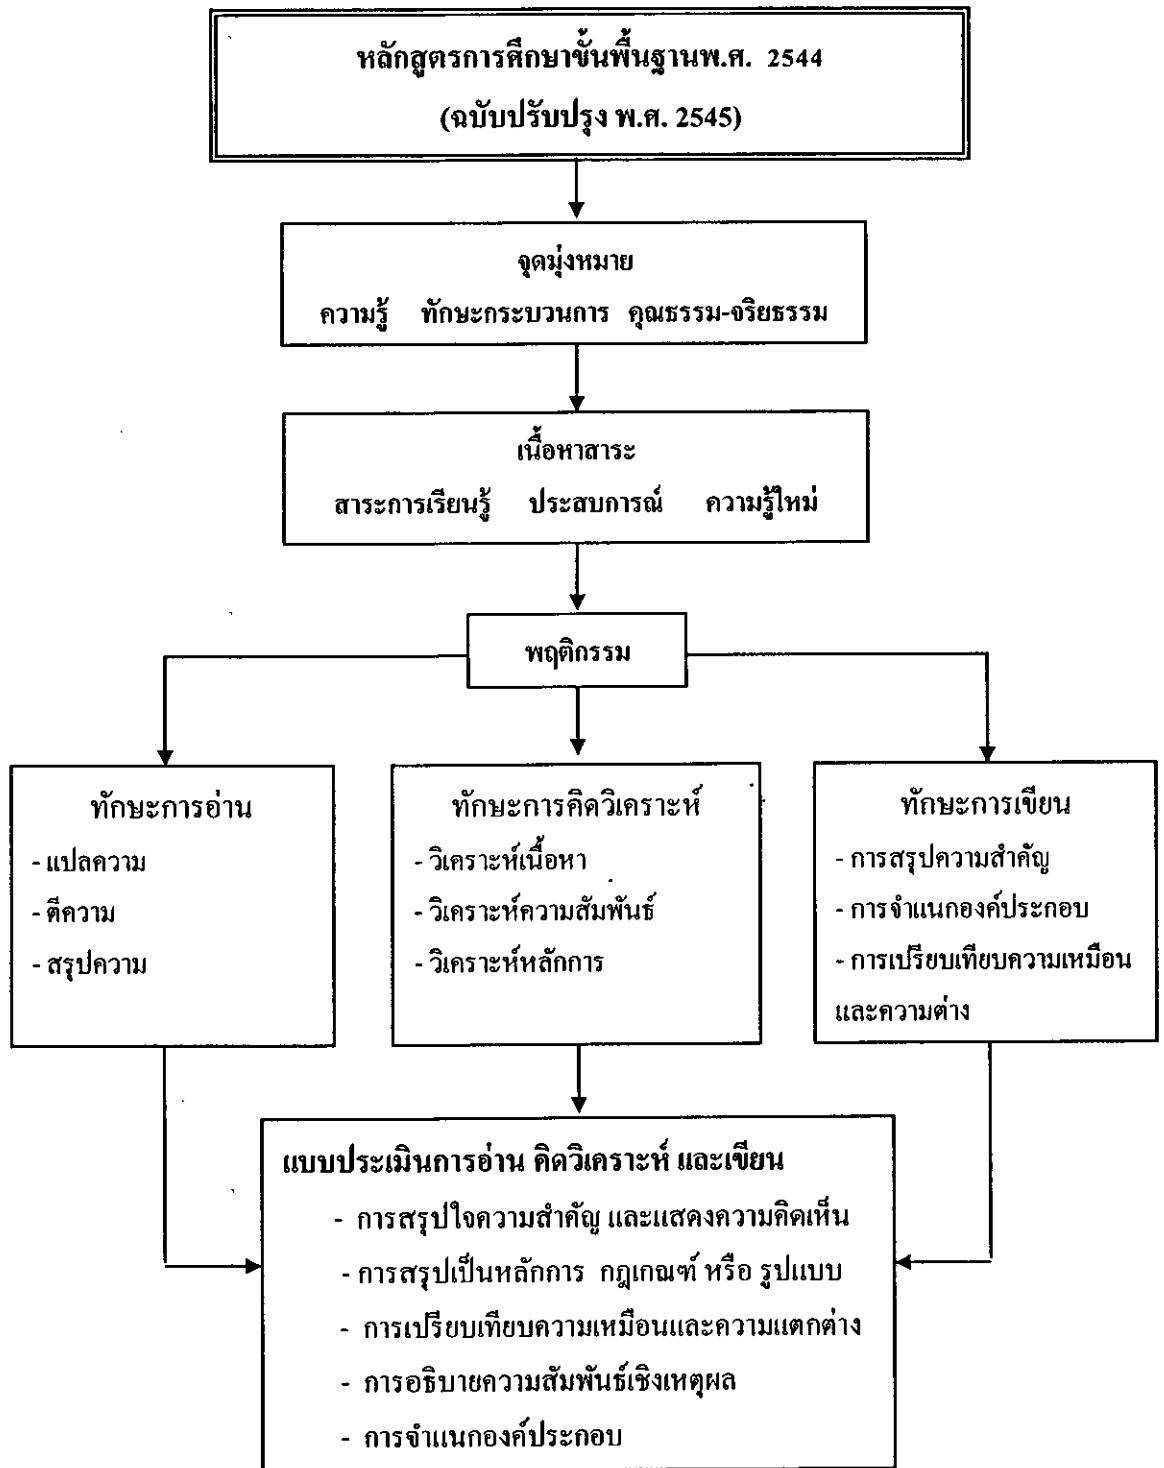 หลักสูตรการศึกษาขั้นพื้นฐานพ.ศ. 2544
(ฉบับปรับปรุง พ.ศ. 2545)
จุดมุ่งหมาย
ความรู้ ทักษะกระบวนการ คุณธรรม-จริยธรรม
เนื้อหาสาระ
สาระการเรียนรู้ ประสบการณ์ ความรู้ใหม่
พฤติกรรม
ทักษะการอ่าน
- แปลความ
- ตีความ
- สรุปความ
ทักษะการคิดวิเคราะห์
- วิเคราะห์เนื้อหา
- วิเคราะห์ความสัมพันธ์
- วิเคราะห์หลักการ
ทักษะการเขียน
- การสรุปความสำคัญ
- การจำแนกองค์ประกอบ
- การเปรียบเทียบความเหมือน
และความต่าง
แบบประเมินการอ่าน คิดวิเคราะห์ และเขียน
- การสรุปใจความสำคัญ และแสดงความคิดเห็น
- การสรุปเป็นหลักการ กฎเกณฑ์ หรือ รูปแบบ
- การเปรียบเทียบความเหมือนและความแตกต่าง
- การอธิบายความสัมพันธ์เชิงเหตุผล
- การจำแนกองค์ประกอบ